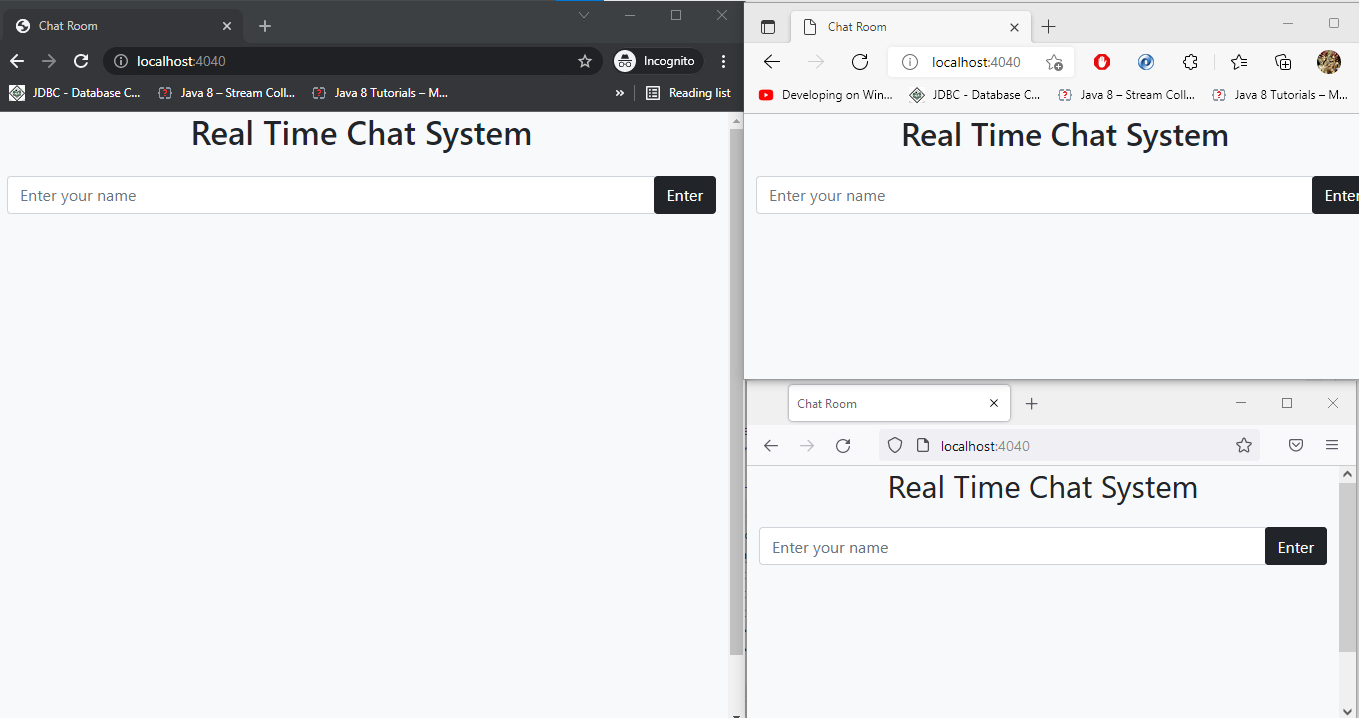 Chat Room
localhost:4040
Incognito
JDBC - Database C...
Java 8 – Stream Coll...
Java 8 Tutorials – M...
»
Reading list
Real Time Chat System
Enter your name
Enter
Chat Room
localhost:4040
Developing on Win...
JDBC - Database C...
Java 8 – Stream Coll...
Java 8 Tutorials – M...
Real Time Chat System
Enter your name
Enter
Chat Room
localhost:4040
Real Time Chat System
Enter your name
Enter